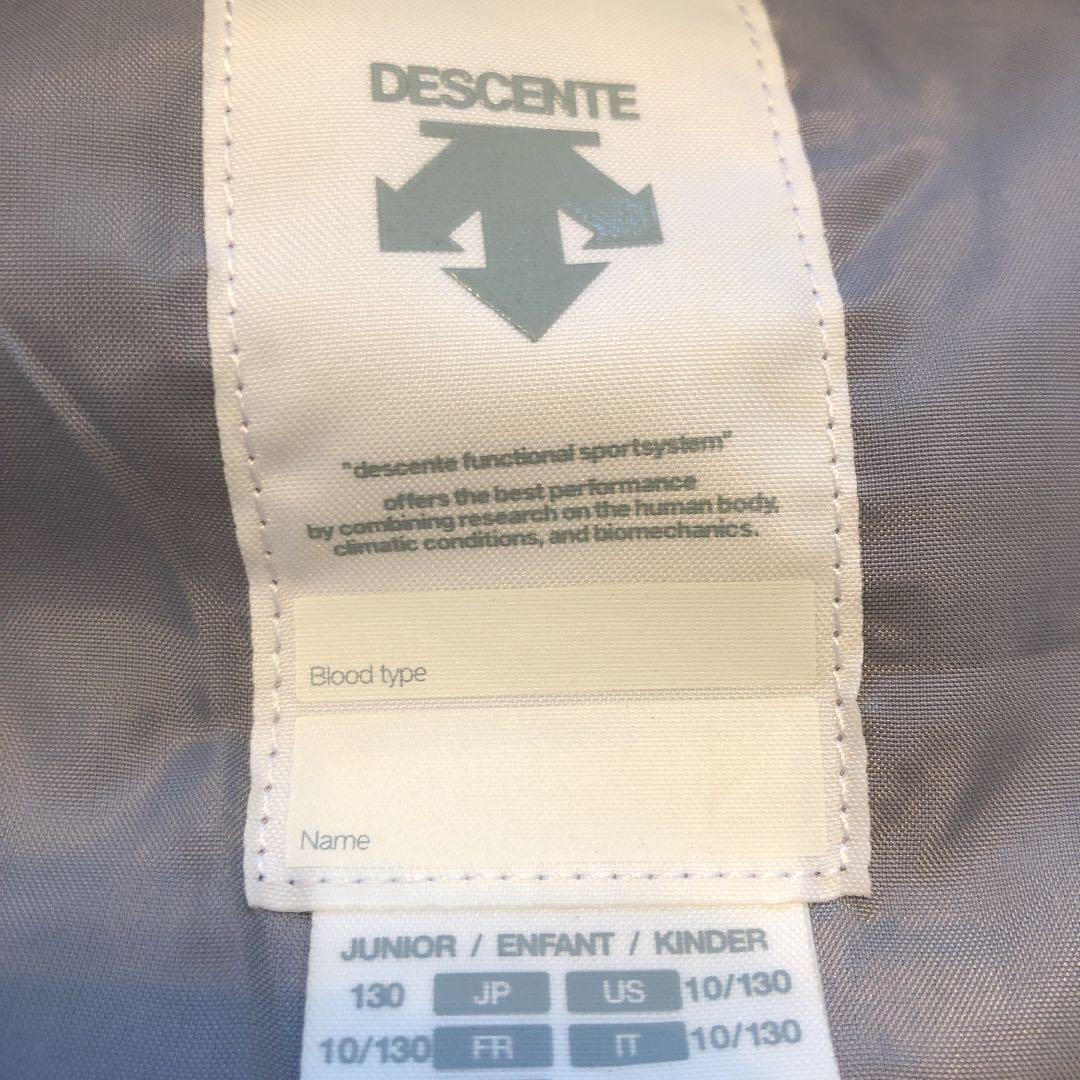 DESCENTE
"descente functional sportsystem"
offers the best performance
by combining research on the human body,
climatic conditions, and biomechanics.
Blood type
Name
JUNIOR / ENFANT / KINDER
130 JP US 10/130
10/130 FR IT 10/130